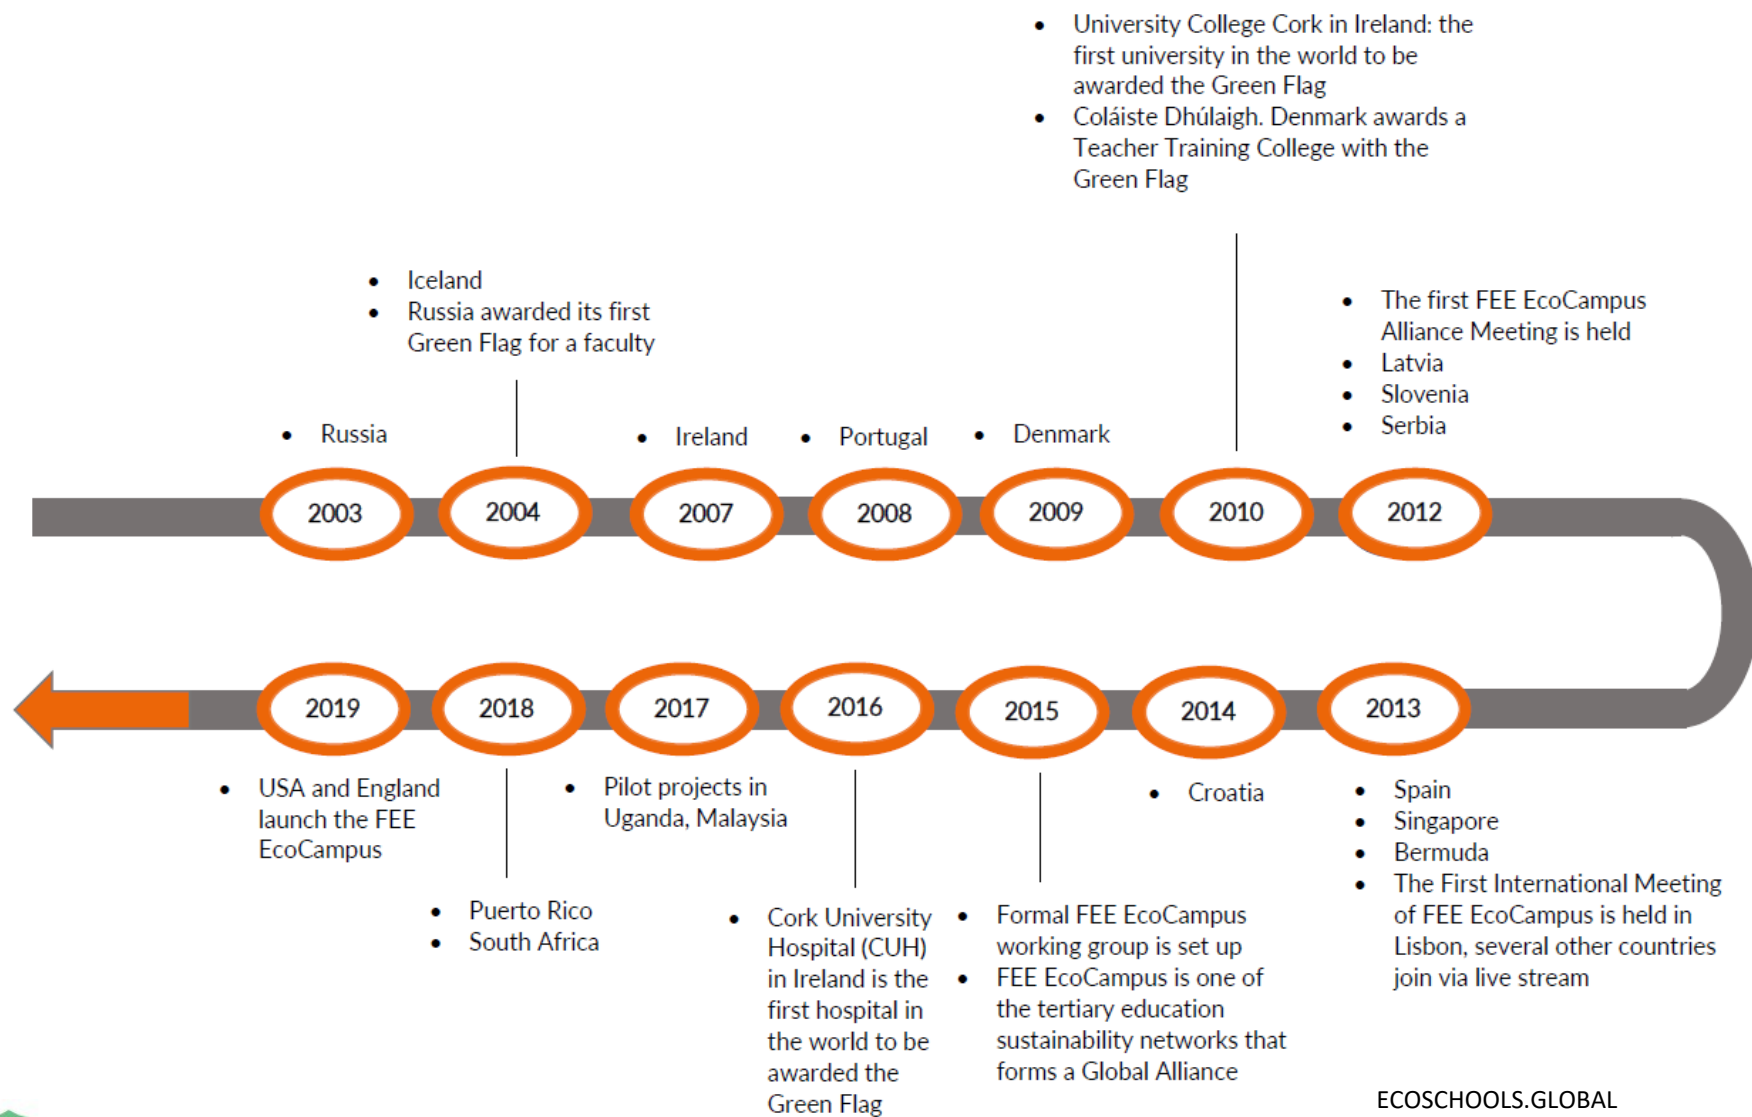 • University College Cork in Ireland: the
first university in the world to be
awarded the Green Flag
• Coláiste Dhúlaigh. Denmark awards a
Teacher Training College with the
Green Flag
• Iceland
• Russia awarded its first
Green Flag for a faculty
• The first FEE EcoCampus
Alliance Meeting is held
• Latvia
• Slovenia
• Serbia
• Russia
• Ireland
• Portugal
• Denmark
2003
2004
2007
2008
2009
2010
2012
2019
2018
2017
2016
2015
2014
2013
• USA and England
launch the FEE
EcoCampus
• Puerto Rico
• South Africa
• Pilot projects in
Uganda, Malaysia
• Cork University
Hospital (CUH)
in Ireland is the
first hospital in
the world to be
awarded the
Green Flag
• Formal FEE EcoCampus
working group is set up
• FEE EcoCampus is one of
the tertiary education
sustainability networks that
forms a Global Alliance
• Croatia
• Spain
• Singapore
• Bermuda
• The First International Meeting
of FEE EcoCampus is held in
Lisbon, several other countries
join via live stream
ECOSCHOOLS.GLOBAL